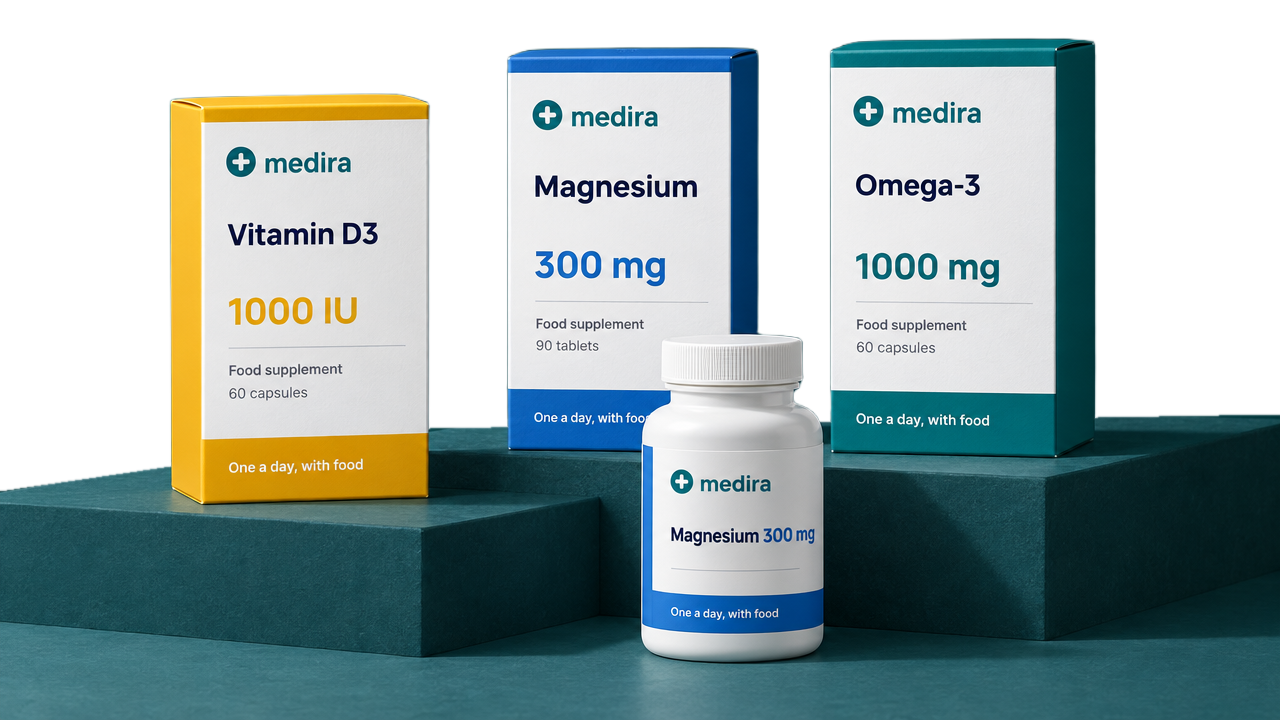 medira
Vitamin D3
1000 IU
Food supplement
60 capsules
One a day, with food
medira
Magnesium
300 mg
Food supplement
90 tablets
One a day, with foo
medira
Omega-3
1000 mg
Food supplement
60 capsules
One a day, with food
medira
Magnesium 300 mg
One a day, with food